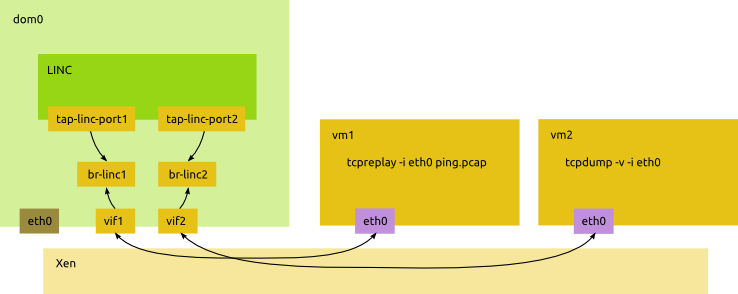 dom0
LINC
tap-linc-port1
tap-linc-port2
br-linc1
br-linc2
eth0
vif1
vif2
vm1
tcpreplay -i eth0 ping.pcap
eth0
vm2
tcpdump -v -i eth0
eth0
Xen